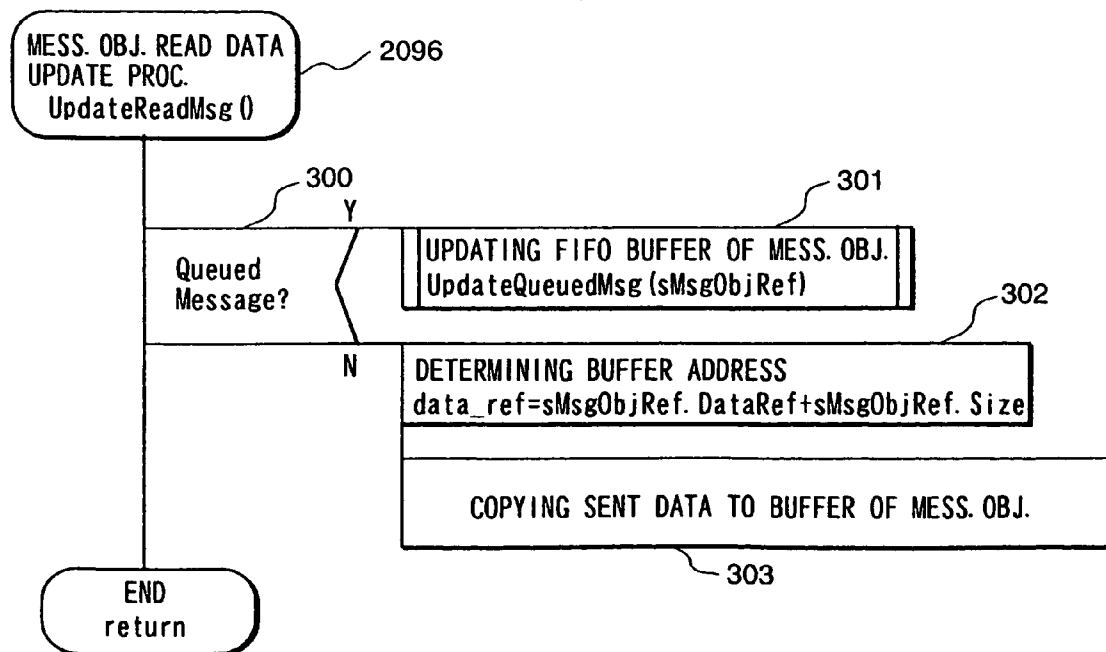 MESS. OBJ. READ DATA
UPDATE PROC.
UpdateReadMsg()
2096
300
301
Y
Queued
Message?
UPDATING FIFO BUFFER OF MESS. OBJ.
UpdateQueuedMsg(sMsgObjRef)
302
N
DETERMINING BUFFER ADDRESS
data_ref=sMsgObjRef. DataRef+sMsgObjRef. Size
COPYING SENT DATA TO BUFFER OF MESS. OBJ.
303
END
return